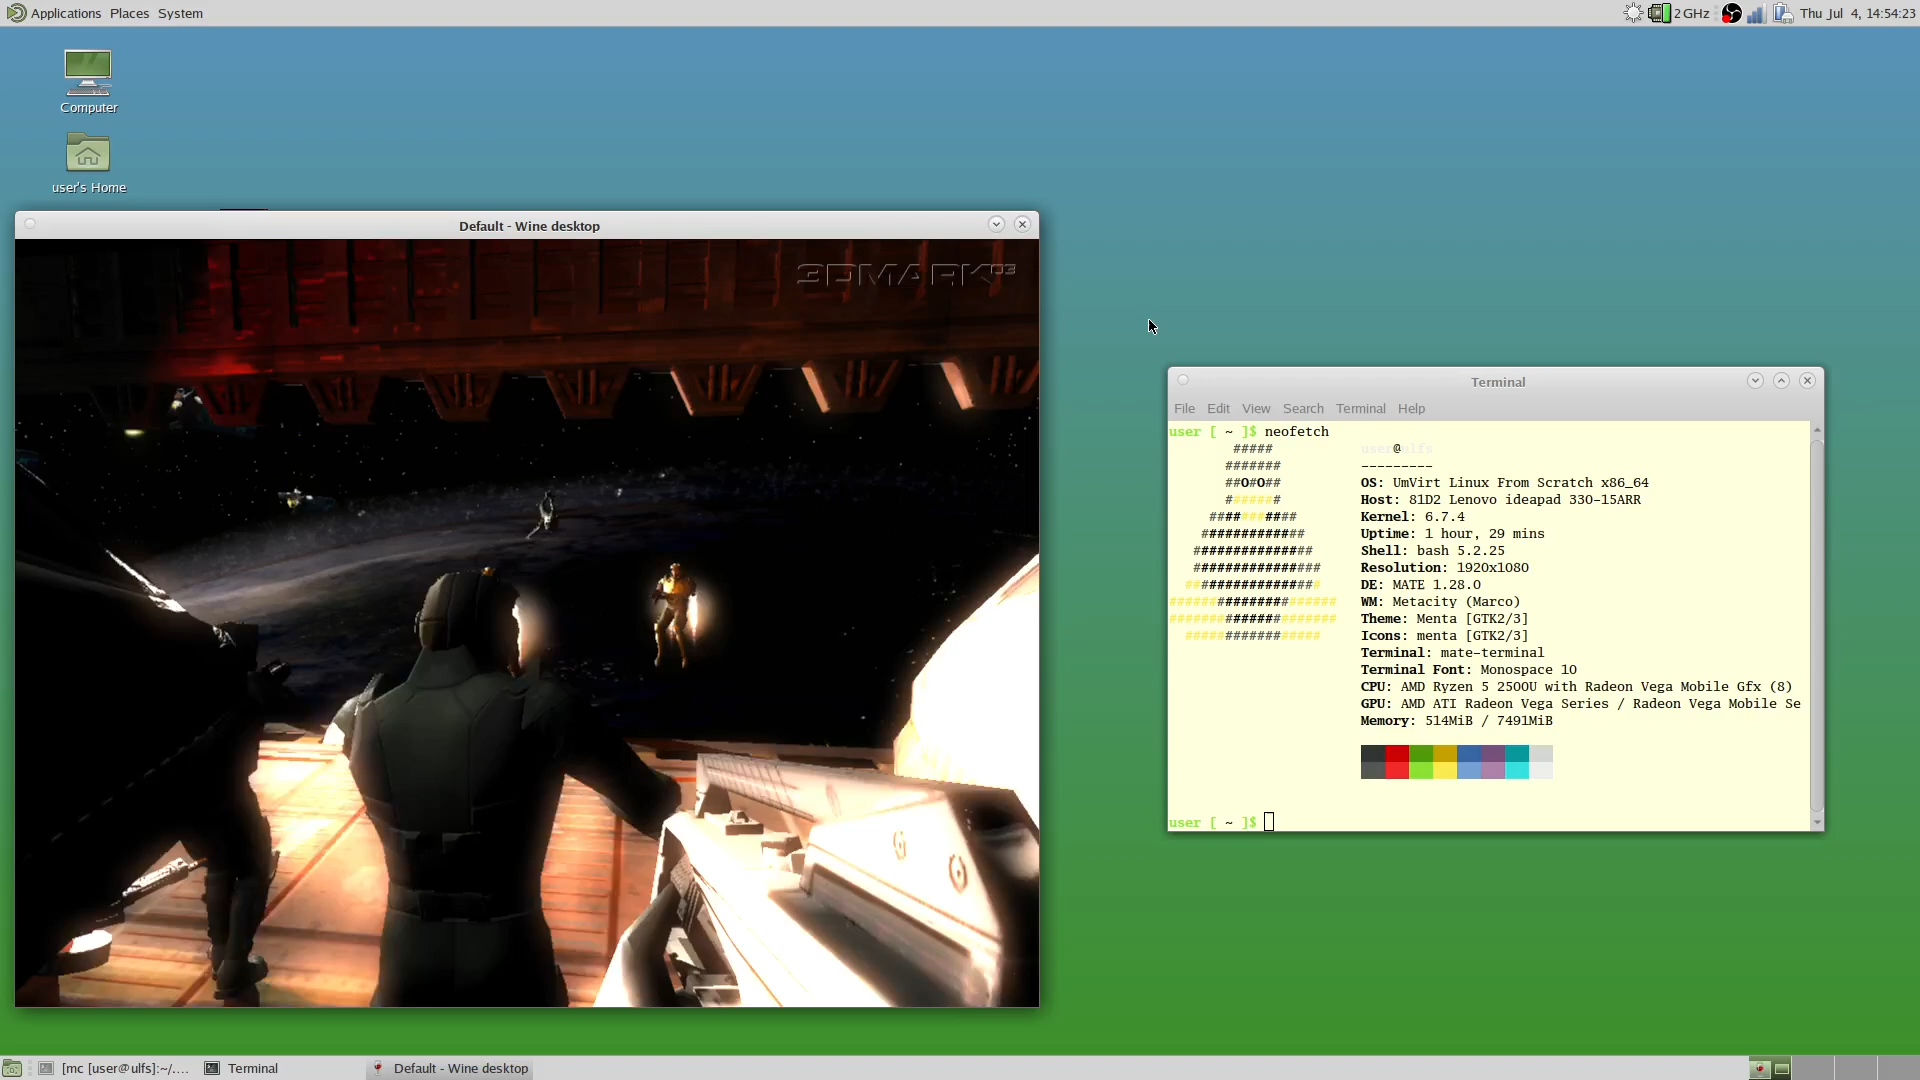 Applications Places System
2 GHz
Thu Jul 4, 14:54:23
Computer
user's Home
Default - Wine desktop
3DMARK03
Terminal
File Edit View Search Terminal Help
user [ ~ ]$ neofetch
#####
#######
##O#O##
#######
###########
#############
###############
################
#################
#####################
#####################
#################
user@ulfs
---------
OS: UmVirt Linux From Scratch x86_64
Host: 81D2 Lenovo ideapad 330-15ARR
Kernel: 6.7.4
Uptime: 1 hour, 29 mins
Shell: bash 5.2.25
Resolution: 1920x1080
DE: MATE 1.28.0
WM: Metacity (Marco)
Theme: Menta [GTK2/3]
Icons: menta [GTK2/3]
Terminal: mate-terminal
Terminal Font: Monospace 10
CPU: AMD Ryzen 5 2500U with Radeon Vega Mobile Gfx (8)
GPU: AMD ATI Radeon Vega Series / Radeon Vega Mobile Se
Memory: 514MiB / 7491MiB
user [ ~ ]$
[mc [user@ulfs]:~/....
Terminal
Default - Wine desktop